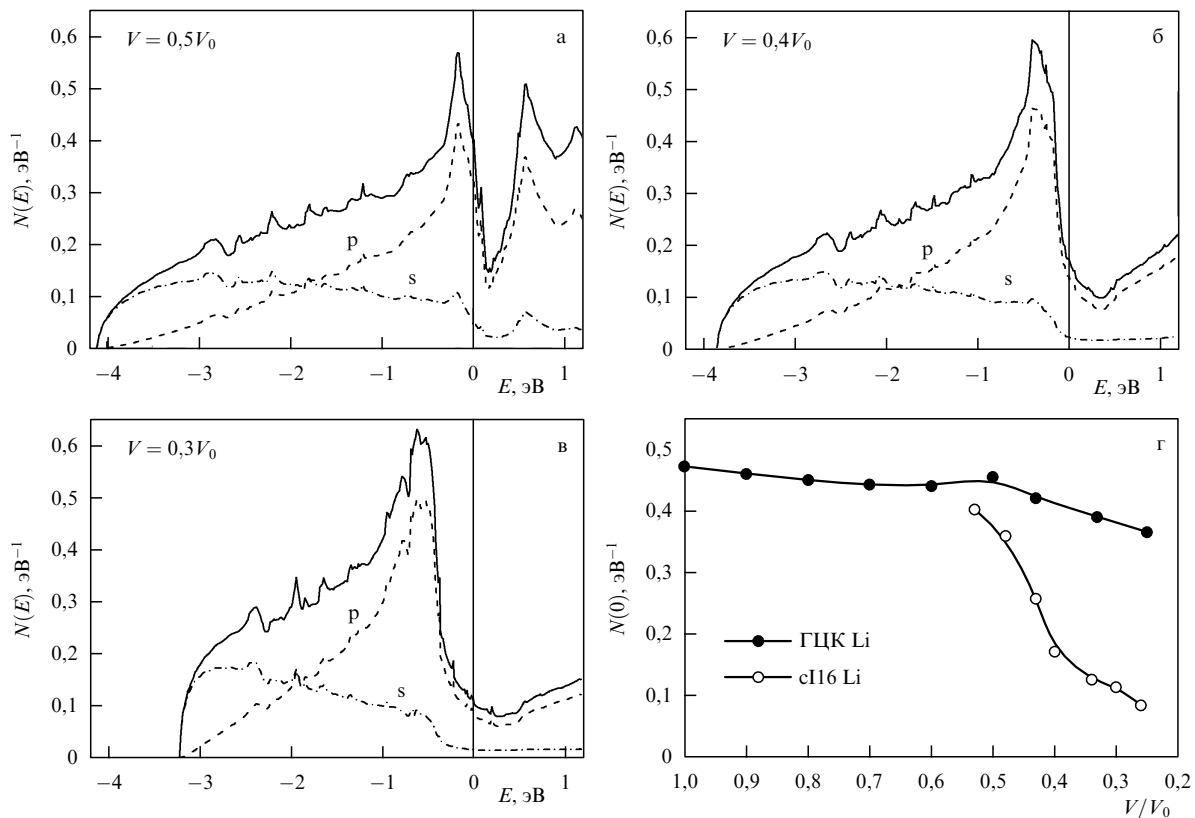 V = 0,5V₀
а
0,6
0,5
0,4
0,3
0,2
0,1
0
N(E), эВ⁻¹
p
s
−4
−3
−2
−1
0
1
E, эВ
V = 0,4V₀
б
0,6
0,5
0,4
0,3
0,2
0,1
0
N(E), эВ⁻¹
p
s
−4
−3
−2
−1
0
1
E, эВ
V = 0,3V₀
в
0,6
0,5
0,4
0,3
0,2
0,1
0
N(E), эВ⁻¹
p
s
−4
−3
−2
−1
0
1
E, эВ
г
0,5
0,4
0,3
0,2
0,1
0
N(0), эВ⁻¹
ГЦК Li
cI16 Li
1,0
0,9
0,8
0,7
0,6
0,5
0,4
0,3
0,2
V/V₀